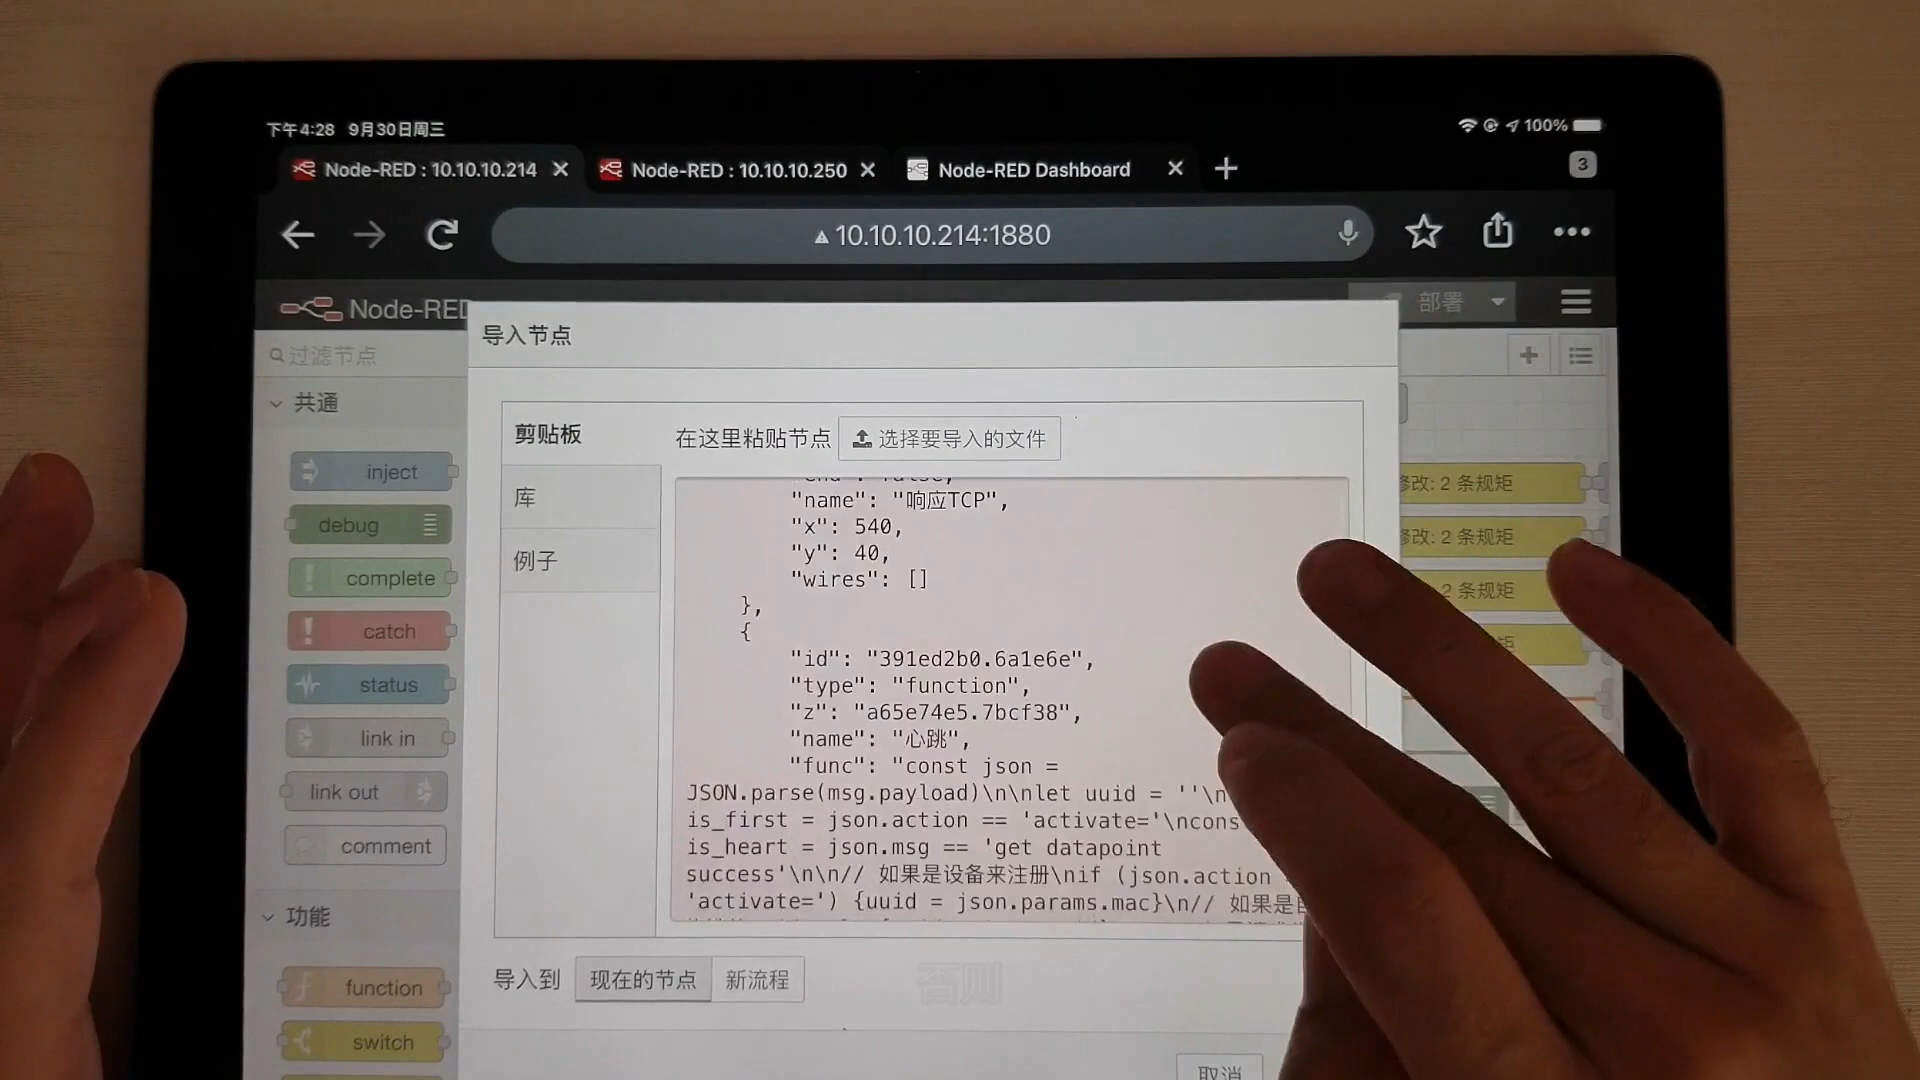 下午4:28 9月30日周三
100%
Node-RED : 10.10.10.214
Node-RED : 10.10.10.250
Node-RED Dashboard
3
10.10.10.214:1880
Node-RED
部署
导入节点
过滤节点
共通
inject
debug
complete
catch
status
link in
link out
comment
功能
function
switch
剪贴板
库
例子
在这里粘贴节点
选择要导入的文件
"name": "响应TCP",
"x": 540,
"y": 40,
"wires": []
},
{
"id": "391ed2b0.6a1e6e",
"type": "function",
"z": "a65e74e5.7bcf38",
"name": "心跳",
"func": "const json =
JSON.parse(msg.payload)\n\nlet uuid = ''\n
is_first = json.action == 'activate='\ncons
is_heart = json.msg == 'get datapoint
success'\n\n// 如果是设备来注册\nif (json.action
'activate=') {uuid = json.params.mac}\n// 如果是
导入到
现在的节点
新流程
否则
取消
修改: 2 条规矩
修改: 2 条规矩
2 条规矩